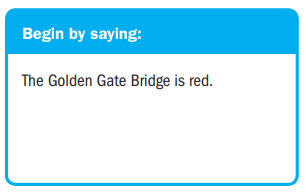 Begin by saying:
The Golden Gate Bridge is red.